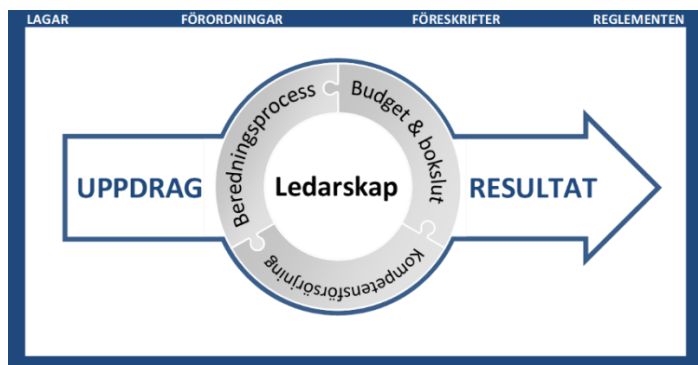 LAGAR FÖRORDNINGAR FÖRESKRIFTER REGLEMENTEN
Beredningsprocess
Budget & bokslut
UPPDRAG
Ledarskap
RESULTAT
Kompetensförsörjning